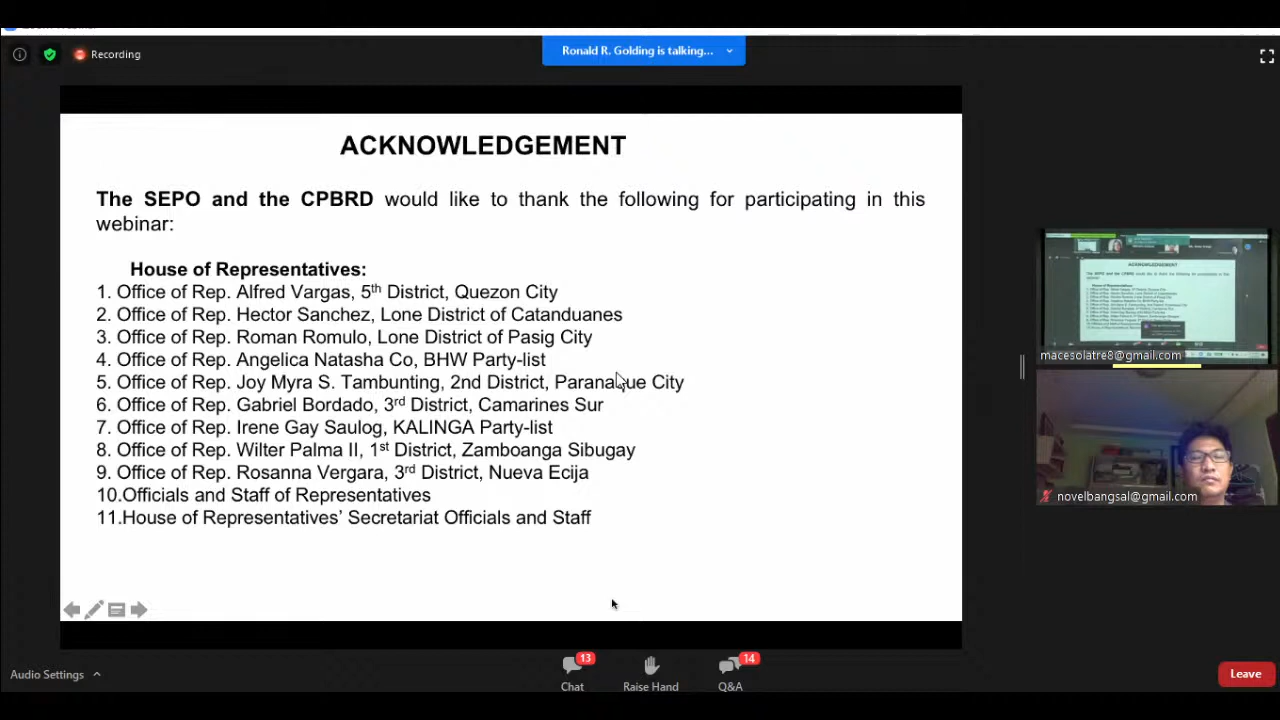 Recording
Ronald R. Golding is talking...
ACKNOWLEDGEMENT
The SEPO and the CPBRD would like to thank the following for participating in this
webinar:
House of Representatives:
1. Office of Rep. Alfred Vargas, 5th District, Quezon City
2. Office of Rep. Hector Sanchez, Lone District of Catanduanes
3. Office of Rep. Roman Romulo, Lone District of Pasig City
4. Office of Rep. Angelica Natasha Co, BHW Party-list
5. Office of Rep. Joy Myra S. Tambunting, 2nd District, Paranaque City
6. Office of Rep. Gabriel Bordado, 3rd District, Camarines Sur
7. Office of Rep. Irene Gay Saulog, KALINGA Party-list
8. Office of Rep. Wilter Palma II, 1st District, Zamboanga Sibugay
9. Office of Rep. Rosanna Vergara, 3rd District, Nueva Ecija
10.Officials and Staff of Representatives
11.House of Representatives’ Secretariat Officials and Staff
ACKNOWLEDGEMENT
macesolatre8@gmail.com
novelbangsal@gmail.com
Audio Settings
13
Chat
Raise Hand
14
Q&A
Leave